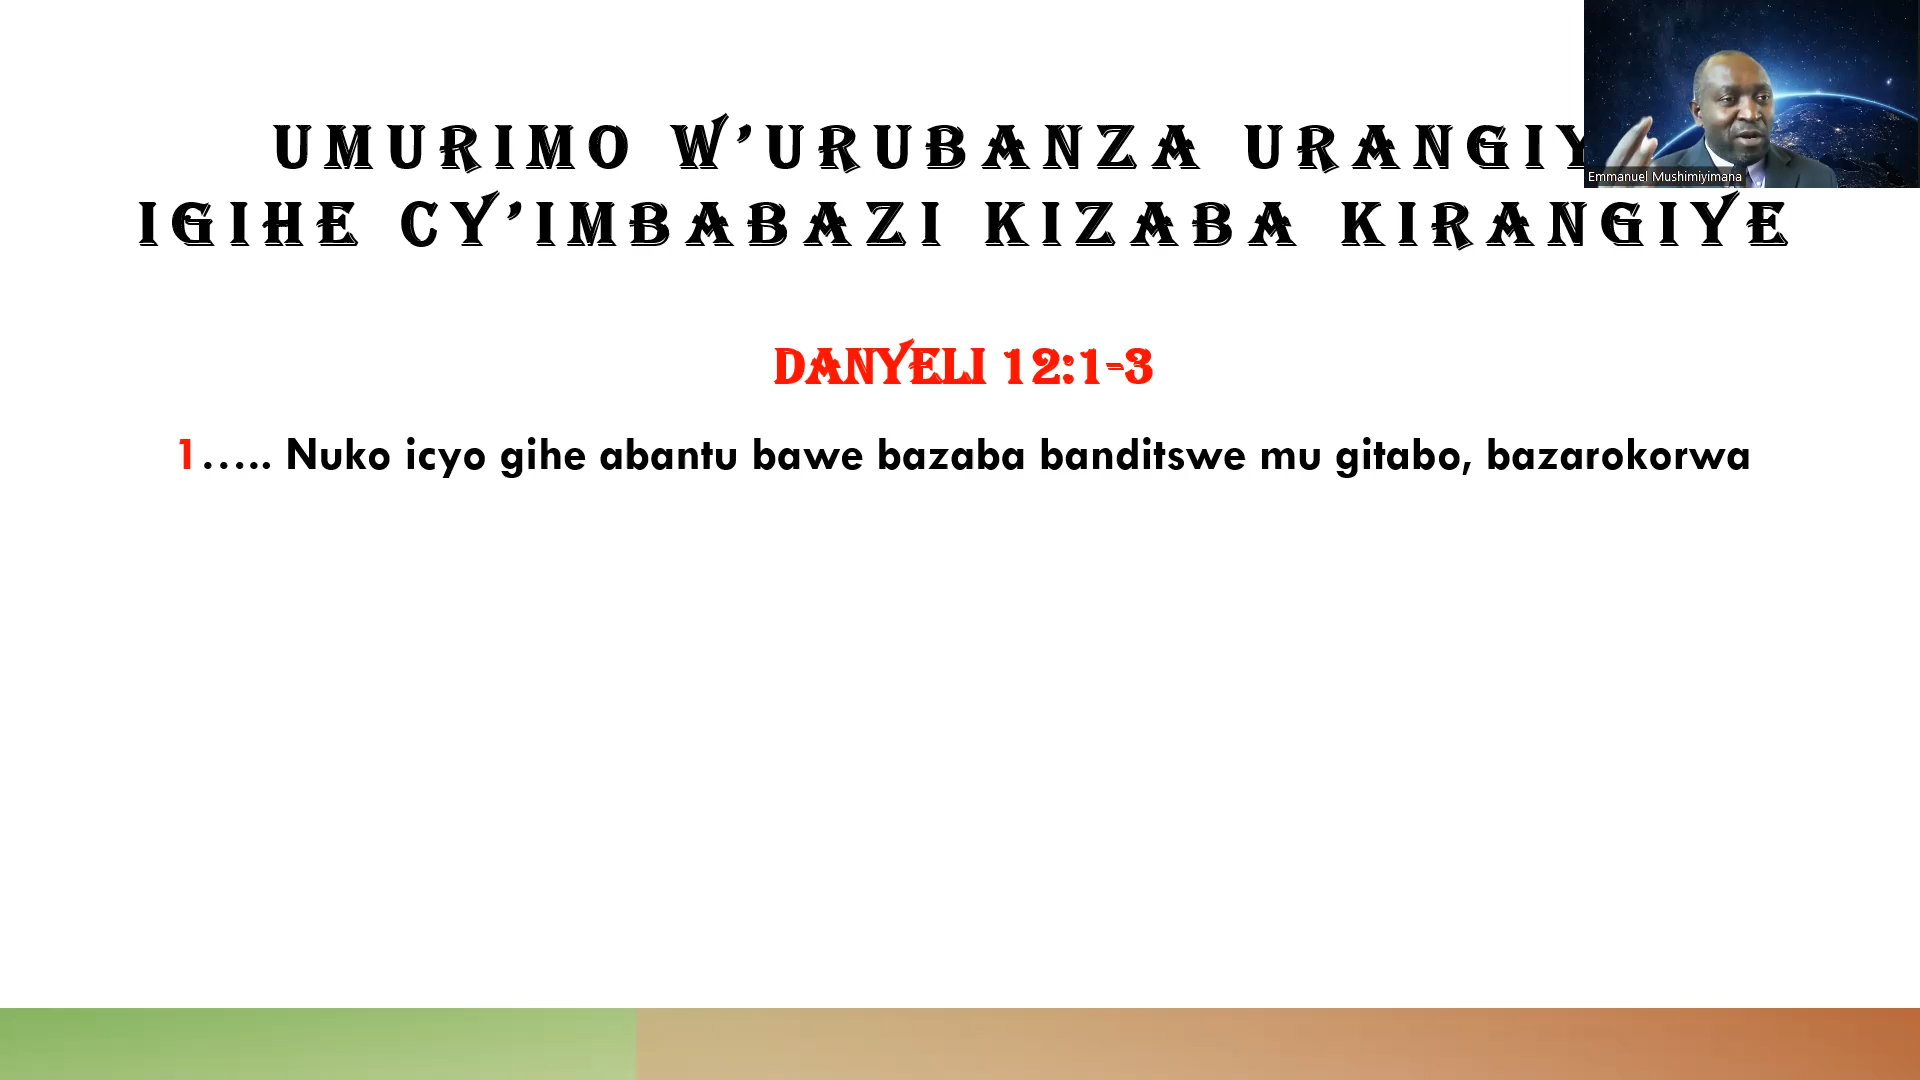 UMURIMO W’URUBANZA
IGIHE CY’IMBABAZI KIZABA KIRANGIYE
DANYELI 12:1-3
1..... Nuko icyo gihe abantu bawe bazaba banditswe mu gitabo, bazarokorwa
Emmanuel Mushimiyimana